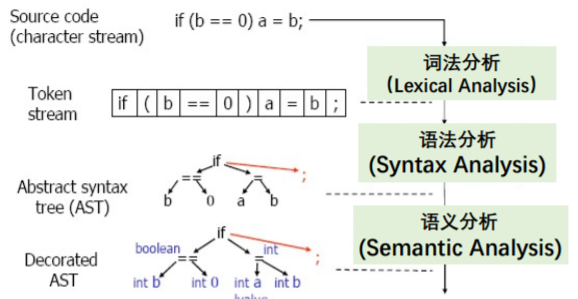 Source code
(character stream)
if (b == 0) a = b;
词法分析
(Lexical Analysis)
Token
stream
if ( b == 0 ) a = b ;
语法分析
(Syntax Analysis)
Abstract syntax
tree (AST)
if
== = ;
b 0 a b
语义分析
(Semantic Analysis)
Decorated
AST
if
boolean int
== = ;
int b int 0 int a int b
lvalue